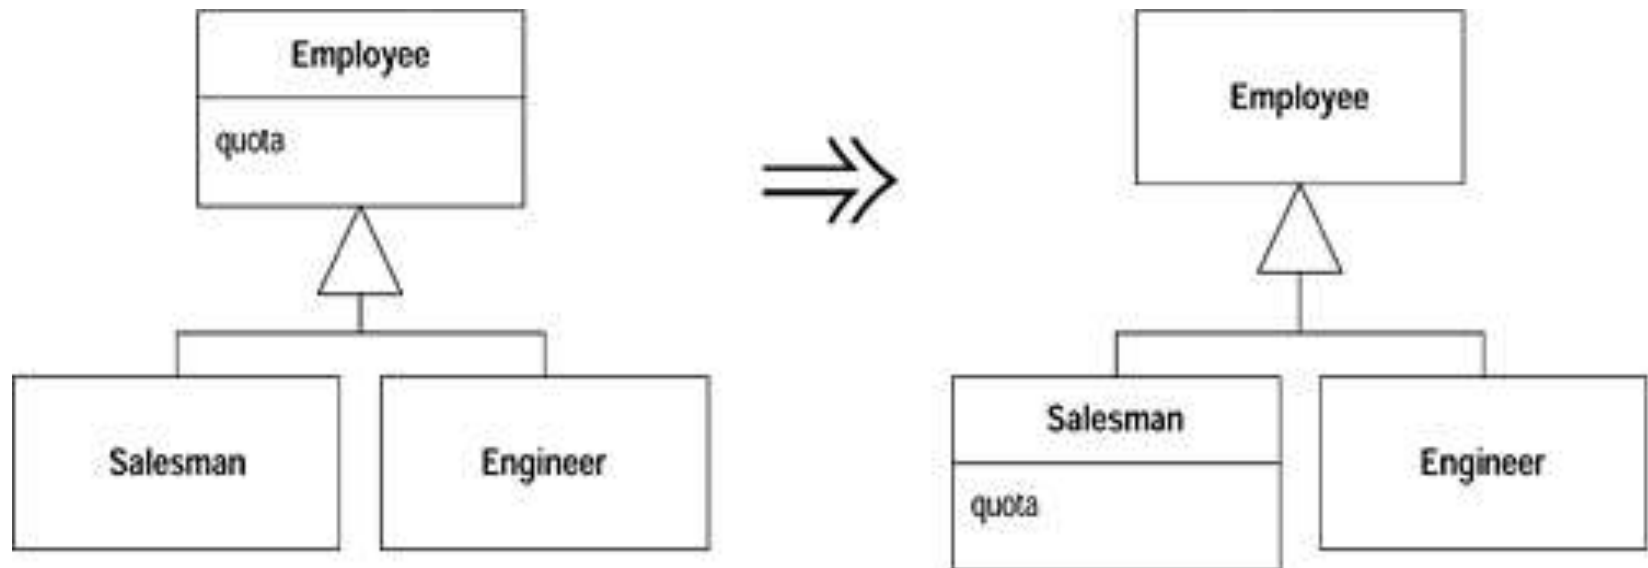 Employee
quota
Salesman
Engineer
Employee
Salesman
quota
Engineer